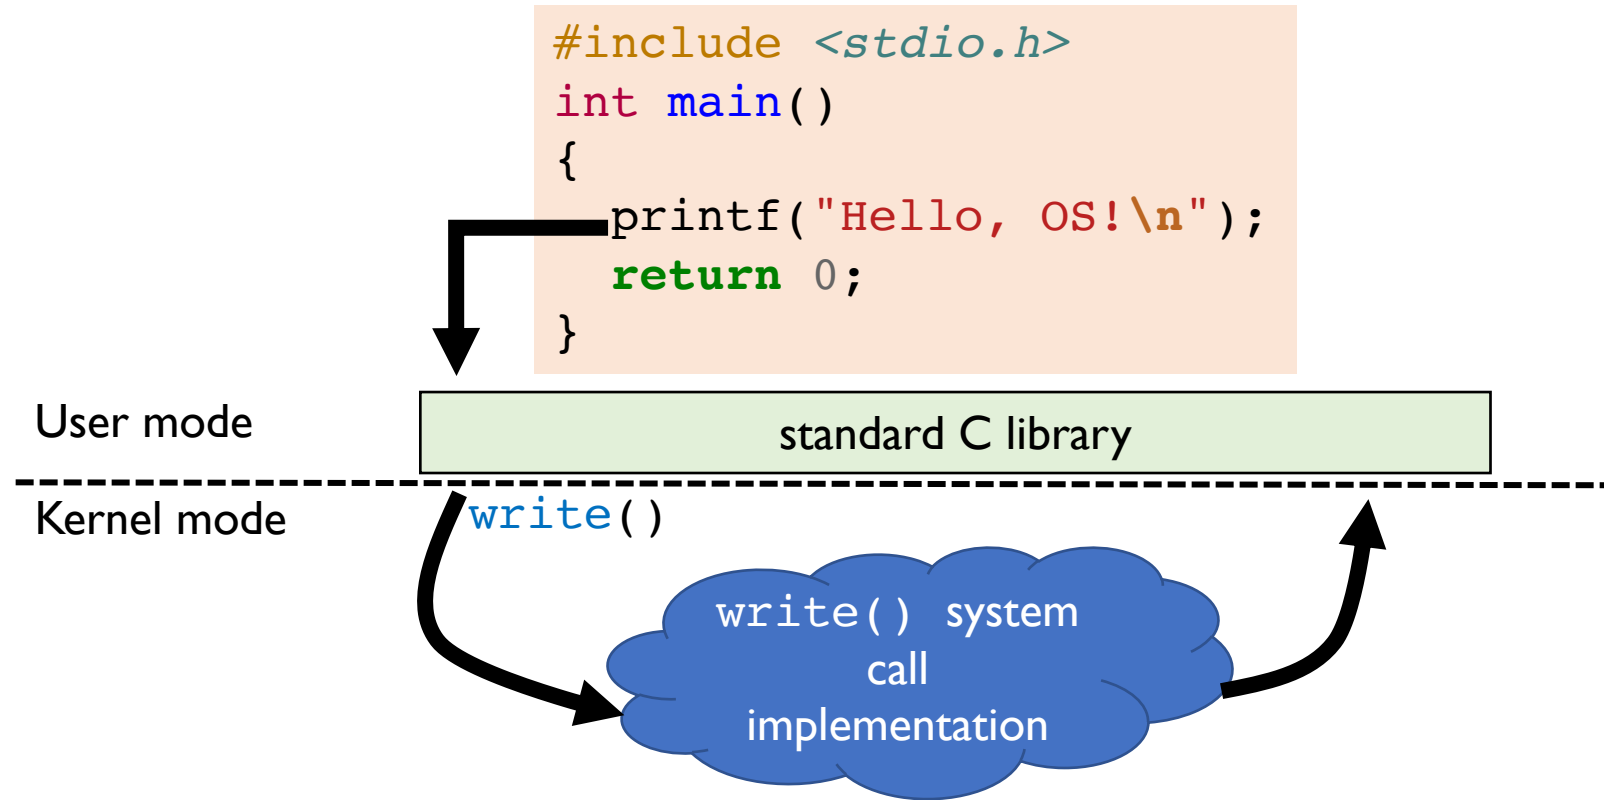 #include <stdio.h>
int main()
{
  printf("Hello, OS!\n");
  return 0;
}
User mode
standard C library
Kernel mode
write()
write() system
call
implementation